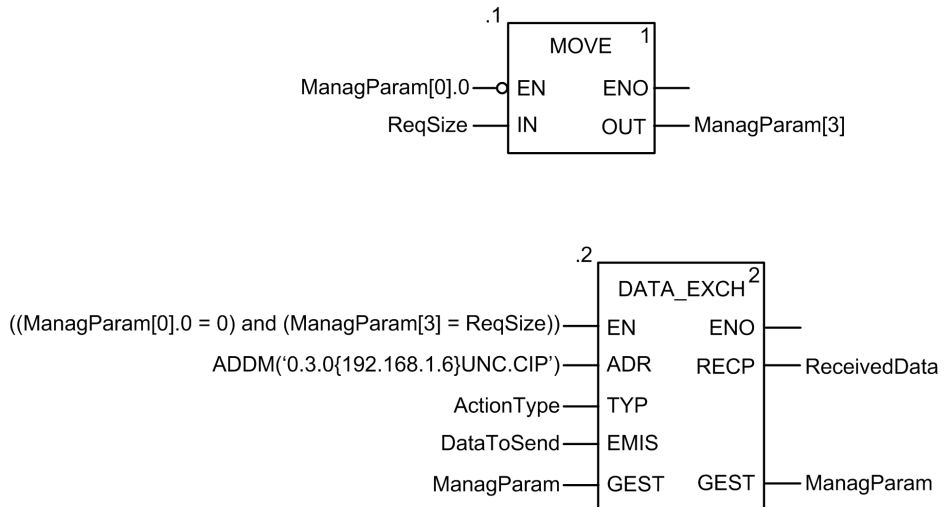 .1
MOVE 1
ManagParam[0].0 EN ENO
ReqSize IN OUT ManagParam[3]
.2
DATA_EXCH 2
((ManagParam[0].0 = 0) and (ManagParam[3] = ReqSize)) EN ENO
ADDM(‘0.3.0{192.168.1.6}UNC.CIP’) ADR RECP ReceivedData
ActionType TYP
DataToSend EMIS
ManagParam GEST GEST ManagParam